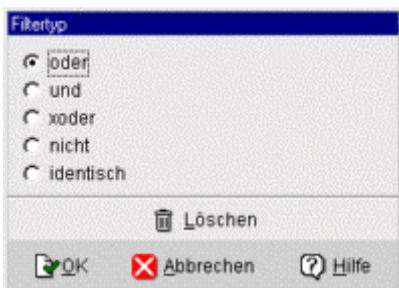 Filtertyp
oder
und
xoder
nicht
identisch
Löschen
OK Abbrechen Hilfe